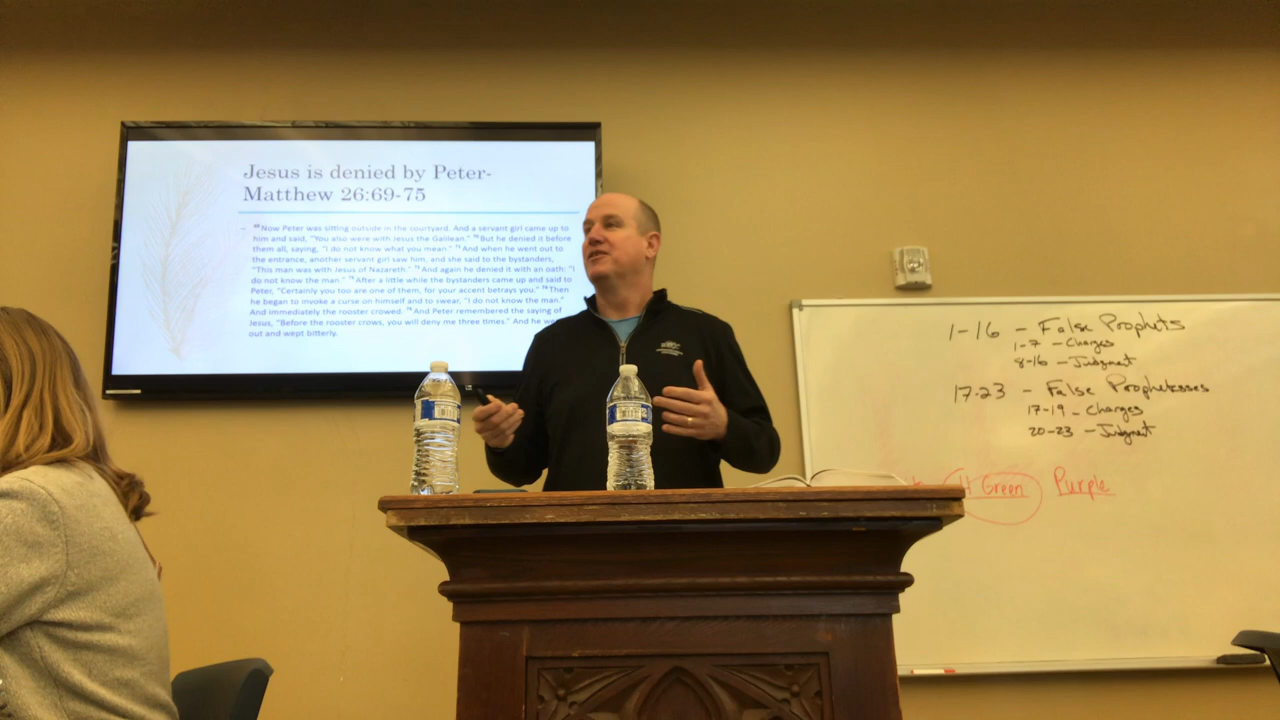 Jesus is denied by Peter-
Matthew 26:69-75
– ⁶⁹Now Peter was sitting outside in the courtyard. And a servant girl came up to
him and said, "You also were with Jesus the Galilean." ⁷⁰But he denied it before
them all, saying, "I do not know what you mean." ⁷¹And when he went out to
the entrance, another servant girl saw him, and she said to the bystanders,
"This man was with Jesus of Nazareth." ⁷²And again he denied it with an oath: "I
do not know the man." ⁷³After a little while the bystanders came up and said to
Peter, "Certainly you too are one of them, for your accent betrays you." ⁷⁴Then
he began to invoke a curse on himself and to swear, "I do not know the man."
And immediately the rooster crowed. ⁷⁵And Peter remembered the saying of
Jesus, "Before the rooster crows, you will deny me three times." And he
out and wept bitterly.
1-16 - False Prophets
1-7 - Charges
8-16 - Judgment
17-23 - False Prophetesses
17-19 - Charges
20-23 - Judgment
Green Purple